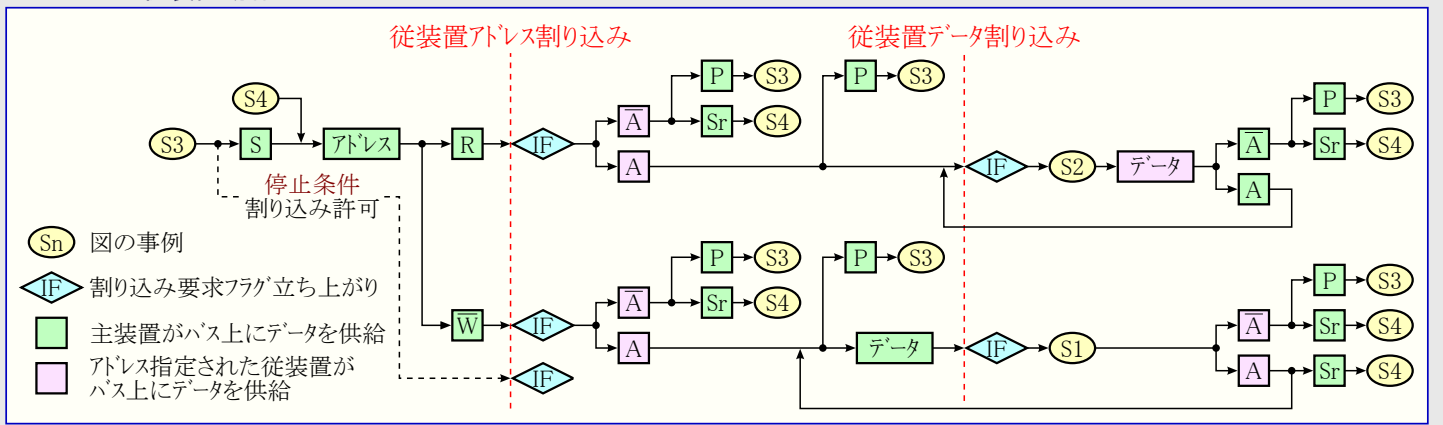 従装置アドレス割り込み
従装置データ割り込み
P
S3
P
S3
P
S3
S4
A̅
Sr
S4
A̅
Sr
S4
S3
S
アドレス
R
IF
A
IF
S2
データ
A
停止条件
割り込み許可
Sn 図の事例
P
S3
P
S3
P
S3
IF 割り込み要求フラグ立ち上がり
A̅
Sr
S4
W̅
IF
A̅
Sr
S4
主装置がバス上にデータを供給
A
データ
IF
S1
A
Sr
S4
アドレス指定された従装置が
バス上にデータを供給
IF